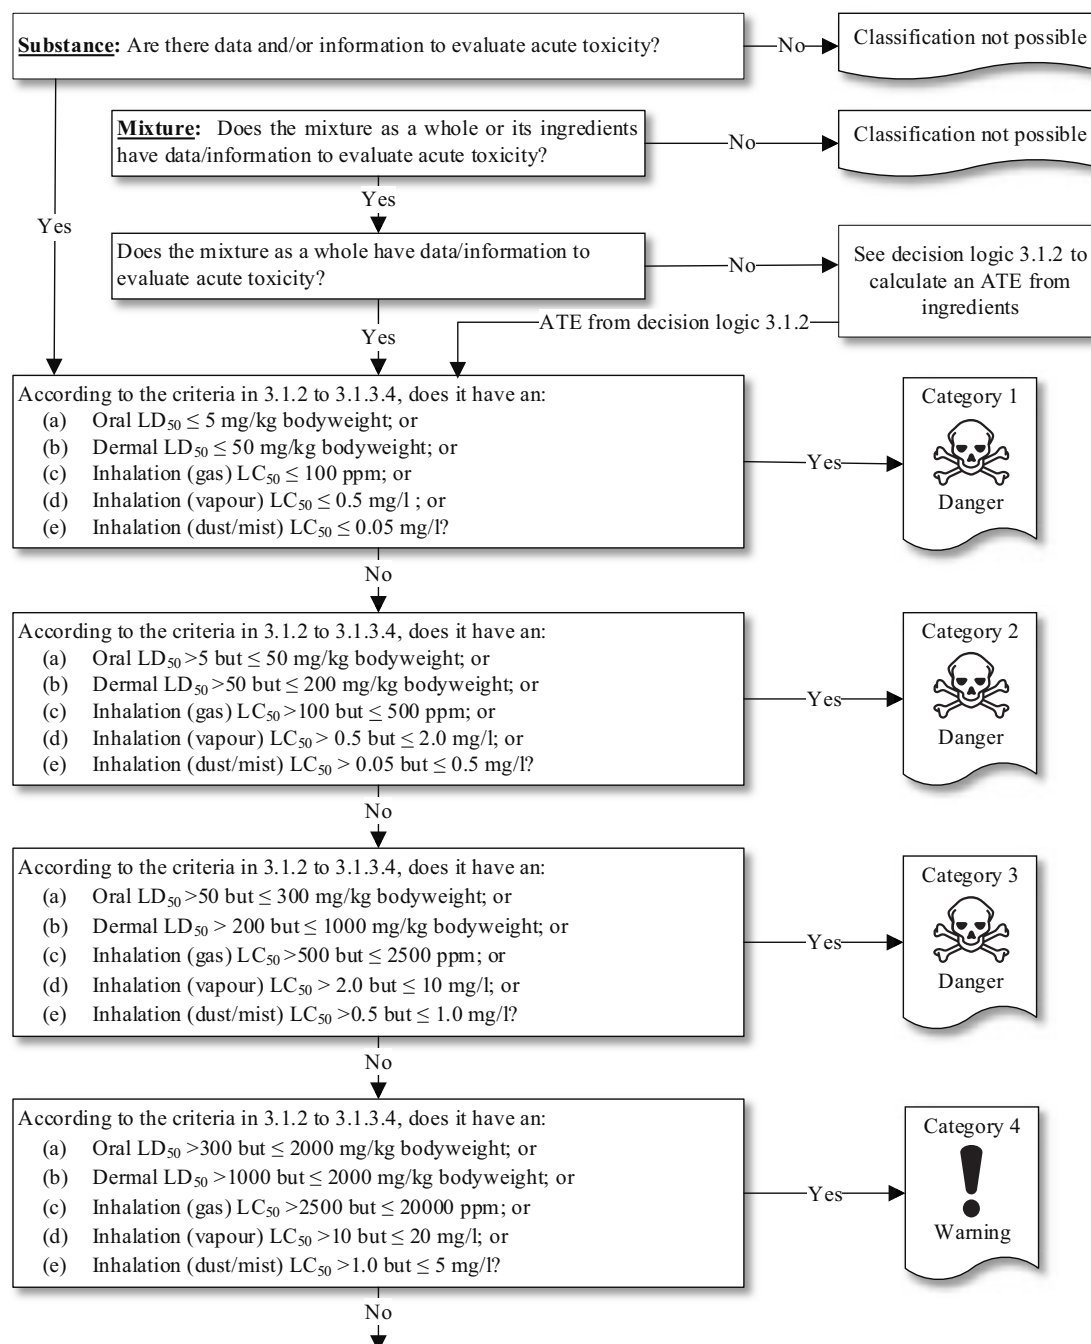 Substance: Are there data and/or information to evaluate acute toxicity?
No
Classification not possible
Mixture: Does the mixture as a whole or its ingredients
have data/information to evaluate acute toxicity?
No
Classification not possible
Yes
Yes
Does the mixture as a whole have data/information to
evaluate acute toxicity?
No
See decision logic 3.1.2 to
calculate an ATE from
ingredients
Yes
ATE from decision logic 3.1.2
According to the criteria in 3.1.2 to 3.1.3.4, does it have an:
(a) Oral LD50 ≤ 5 mg/kg bodyweight; or
(b) Dermal LD50 ≤ 50 mg/kg bodyweight; or
(c) Inhalation (gas) LC50 ≤ 100 ppm; or
(d) Inhalation (vapour) LC50 ≤ 0.5 mg/l ; or
(e) Inhalation (dust/mist) LC50 ≤ 0.05 mg/l?
Yes
Category 1
Danger
No
According to the criteria in 3.1.2 to 3.1.3.4, does it have an:
(a) Oral LD50 >5 but ≤ 50 mg/kg bodyweight; or
(b) Dermal LD50 >50 but ≤ 200 mg/kg bodyweight; or
(c) Inhalation (gas) LC50 >100 but ≤ 500 ppm; or
(d) Inhalation (vapour) LC50 > 0.5 but ≤ 2.0 mg/l; or
(e) Inhalation (dust/mist) LC50 > 0.05 but ≤ 0.5 mg/l?
Yes
Category 2
Danger
No
According to the criteria in 3.1.2 to 3.1.3.4, does it have an:
(a) Oral LD50 >50 but ≤ 300 mg/kg bodyweight; or
(b) Dermal LD50 > 200 but ≤ 1000 mg/kg bodyweight; or
(c) Inhalation (gas) LC50 >500 but ≤ 2500 ppm; or
(d) Inhalation (vapour) LC50 > 2.0 but ≤ 10 mg/l; or
(e) Inhalation (dust/mist) LC50 >0.5 but ≤ 1.0 mg/l?
Yes
Category 3
Danger
No
According to the criteria in 3.1.2 to 3.1.3.4, does it have an:
(a) Oral LD50 >300 but ≤ 2000 mg/kg bodyweight; or
(b) Dermal LD50 >1000 but ≤ 2000 mg/kg bodyweight; or
(c) Inhalation (gas) LC50 >2500 but ≤ 20000 ppm; or
(d) Inhalation (vapour) LC50 >10 but ≤ 20 mg/l; or
(e) Inhalation (dust/mist) LC50 >1.0 but ≤ 5 mg/l?
Yes
Category 4
Warning
No